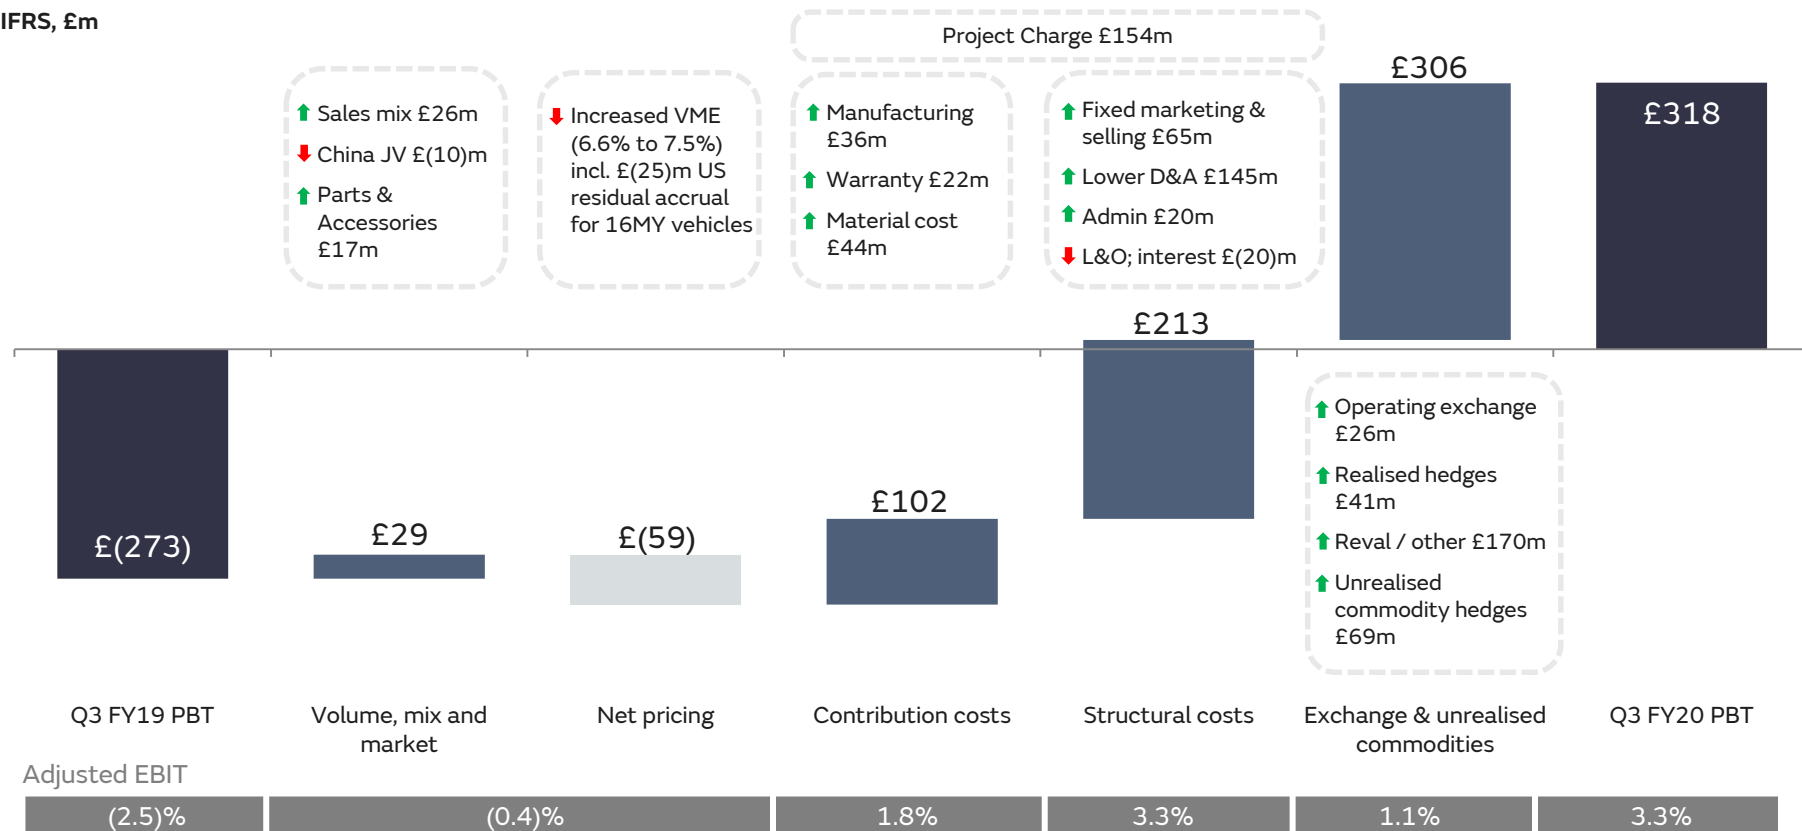 IFRS, £m
Project Charge £154m
Sales mix £26m
China JV £(10)m
Parts &
Accessories
£17m
Increased VME
(6.6% to 7.5%)
incl. £(25)m US
residual accrual
for 16MY vehicles
Manufacturing
£36m
Warranty £22m
Material cost
£44m
Fixed marketing &
selling £65m
Lower D&A £145m
Admin £20m
L&O; interest £(20)m
£306
£318
£213
£(273)
£29
£(59)
£102
Operating exchange
£26m
Realised hedges
£41m
Reval / other £170m
Unrealised
commodity hedges
£69m
Q3 FY19 PBT
Volume, mix and
market
Net pricing
Contribution costs
Structural costs
Exchange & unrealised
commodities
Q3 FY20 PBT
Adjusted EBIT
(2.5)%
(0.4)%
1.8%
3.3%
1.1%
3.3%